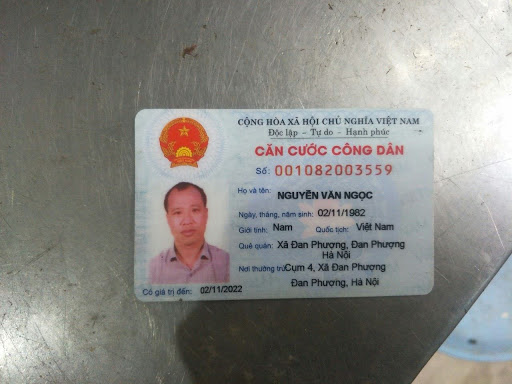 CỘNG HÒA XÃ HỘI CHỦ NGHĨA VIỆT NAM
Độc lập - Tự do - Hạnh phúc
CĂN CƯỚC CÔNG DÂN
Số: 001082003559
Họ và tên:
NGUYỄN VĂN NGỌC
Ngày, tháng, năm sinh: 02/11/1982
Giới tính: Nam Quốc tịch: Việt Nam
Quê quán: Xã Đan Phượng, Đan Phượng
Hà Nội
Nơi thường trú: Cụm 4, Xã Đan Phượng
Đan Phượng, Hà Nội
Có giá trị đến: 02/11/2022